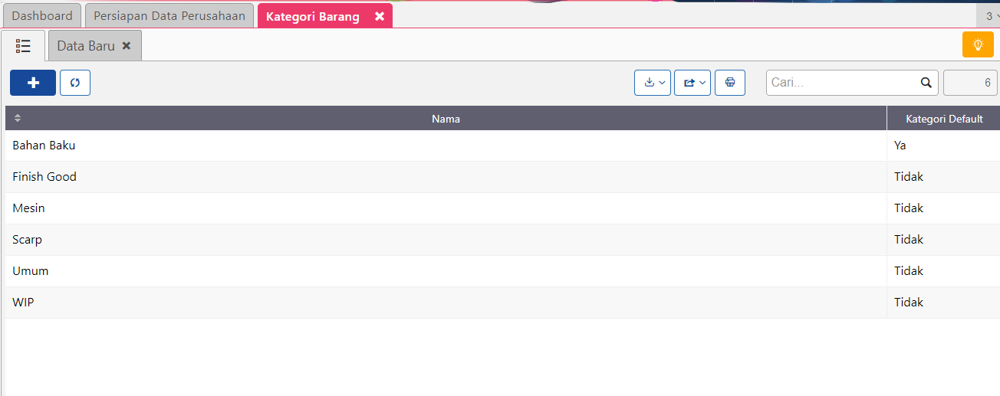 Dashboard Persiapan Data Perusahaan Kategori Barang 3
Data Baru
Cari... 6
Nama Kategori Default
Bahan Baku Ya
Finish Good Tidak
Mesin Tidak
Scarp Tidak
Umum Tidak
WIP Tidak